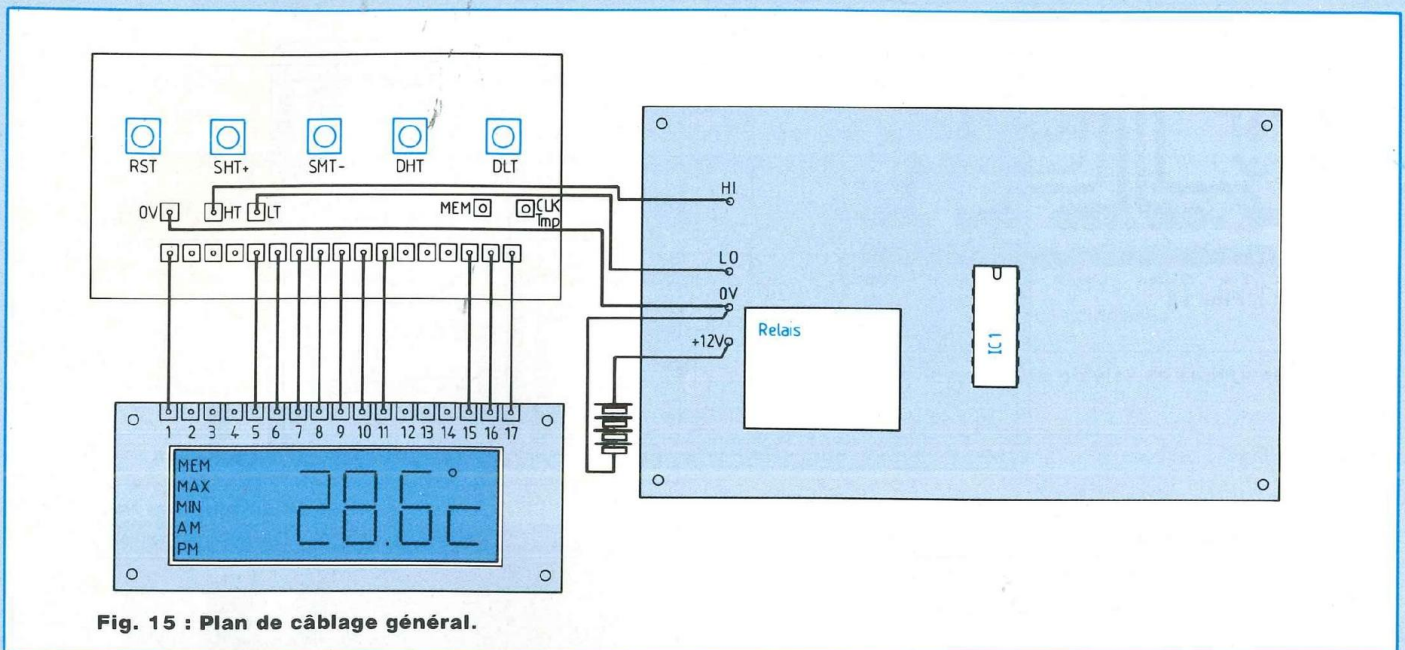 RST SHT+ SMT- DHT DLT
0V HT LT MEM CLK
Tmp
1 2 3 4 5 6 7 8 9 10 11 12 13 14 15 16 17
MEM
MAX
MIN
AM
PM
28.6°C
HI
LO
0V
+12V
Relais
IC1
Fig. 15 : Plan de câblage général.